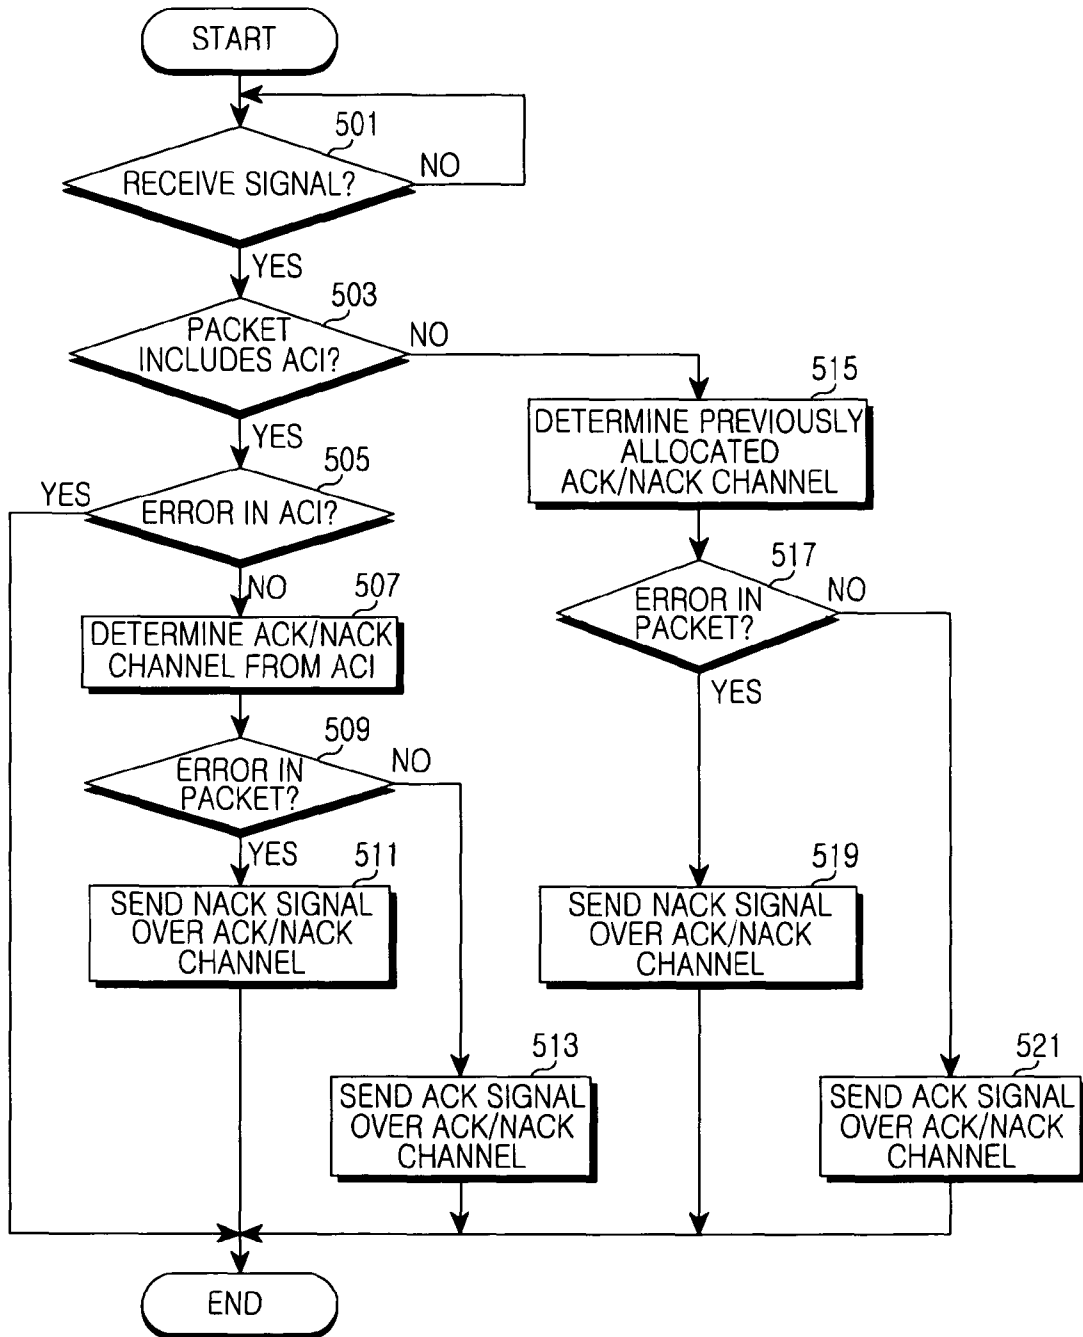 START
501
RECEIVE SIGNAL?
NO
YES
503
PACKET
INCLUDES ACI?
NO
YES
505
YES
ERROR IN ACI?
NO
507
DETERMINE ACK/NACK
CHANNEL FROM ACI
509
ERROR IN
PACKET?
NO
YES
511
SEND NACK SIGNAL
OVER ACK/NACK
CHANNEL
513
SEND ACK SIGNAL
OVER ACK/NACK
CHANNEL
515
DETERMINE PREVIOUSLY
ALLOCATED
ACK/NACK CHANNEL
517
ERROR IN
PACKET?
NO
YES
519
SEND NACK SIGNAL
OVER ACK/NACK
CHANNEL
521
SEND ACK SIGNAL
OVER ACK/NACK
CHANNEL
END